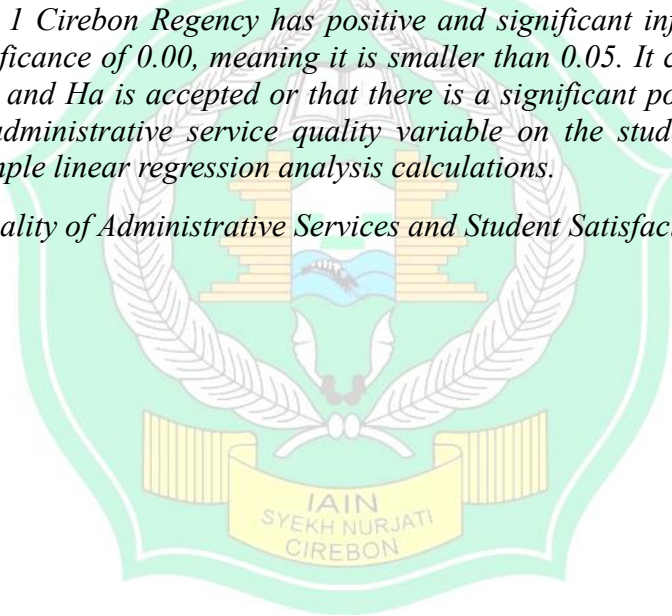 1 Cirebon Regency has positive and significant inf
ficance of 0.00, meaning it is smaller than 0.05. It c
and Ha is accepted or that there is a significant po
administrative service quality variable on the stud
ple linear regression analysis calculations.
ality of Administrative Services and Student Satisfac
IAIN
SYEKH NURJATI
CIREBON